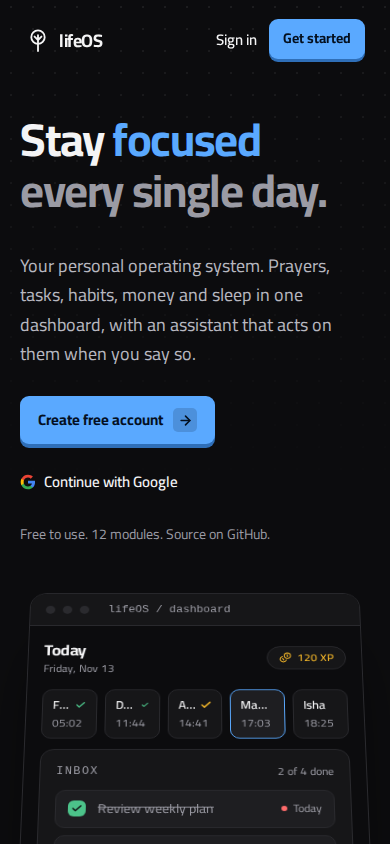 lifeOS
Sign in
Get started
Stay focused
every single day.
Your personal operating system. Prayers,
tasks, habits, money and sleep in one
dashboard, with an assistant that acts on
them when you say so.
Create free account
Continue with Google
Free to use. 12 modules. Source on GitHub.
lifeOS / dashboard
Today
Friday, Nov 13
120 XP
F... D... A... Ma... Isha
05:02 11:44 14:41 17:03 18:25
INBOX
2 of 4 done
Review weekly plan
Today